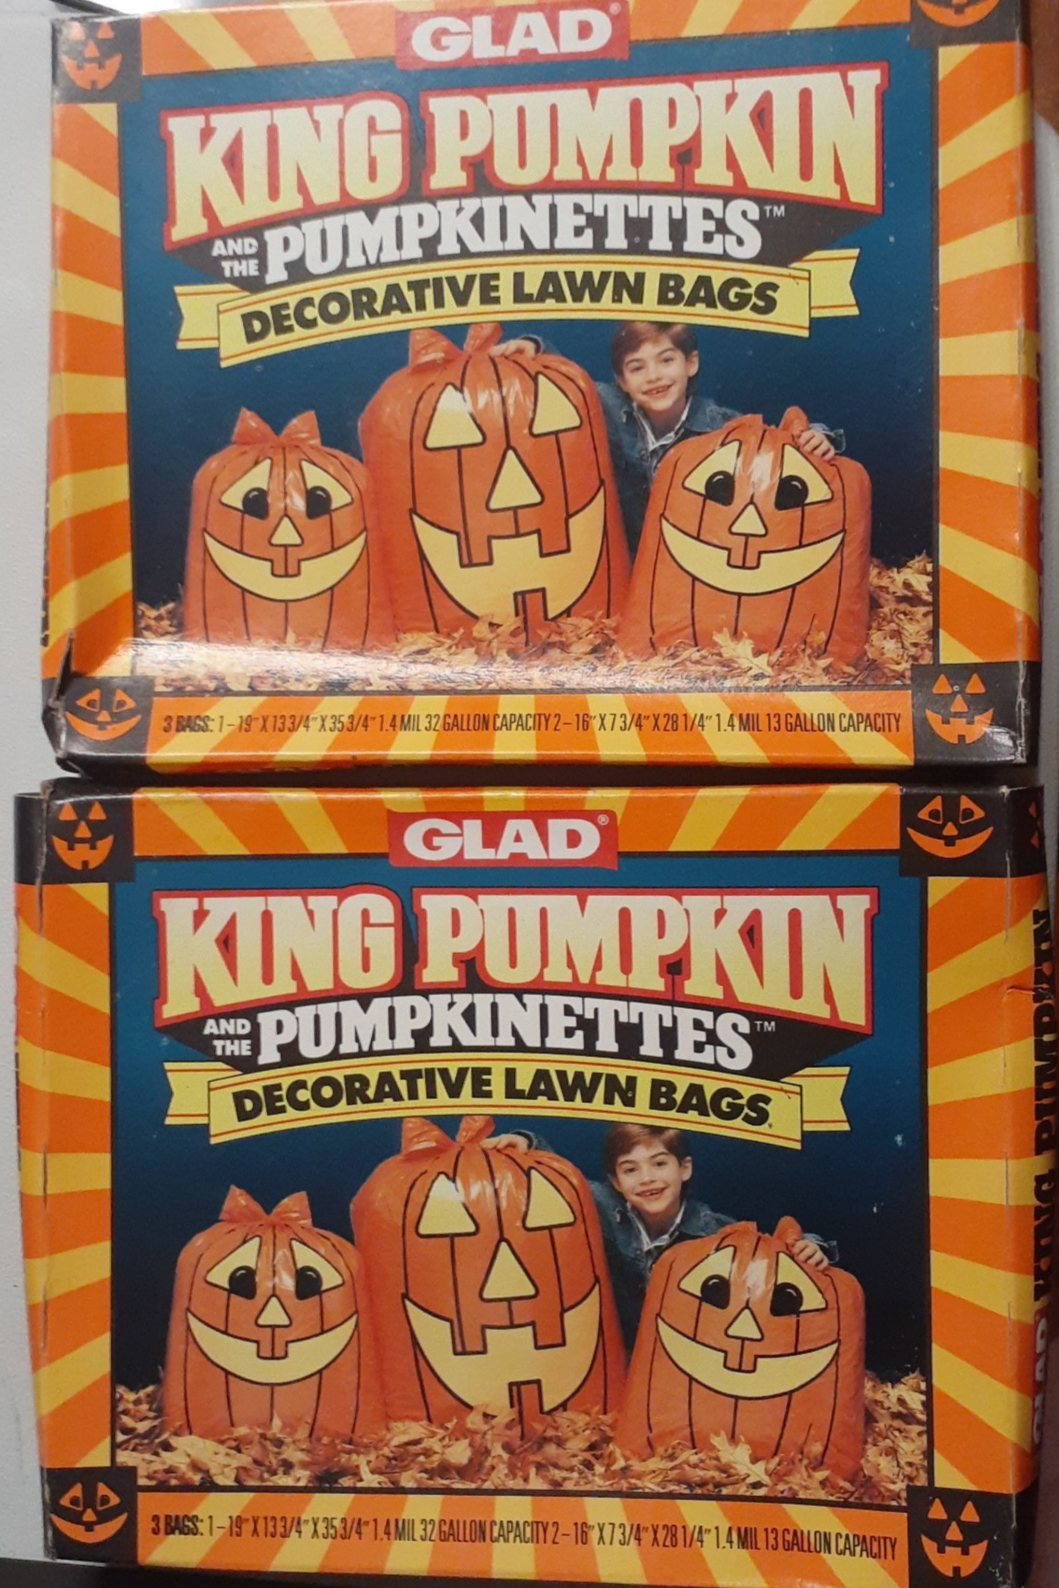 GLAD®
KING PUMPKIN
AND THE PUMPKINETTES™
DECORATIVE LAWN BAGS
3 BAGS: 1–19" X 13 3/4" X 35 3/4" 1.4 MIL 32 GALLON CAPACITY 2–16" X 7 3/4" X 28 1/4" 1.4 MIL 13 GALLON CAPACITY
GLAD®
KING PUMPKIN
AND THE PUMPKINETTES™
DECORATIVE LAWN BAGS
3 BAGS: 1–19" X 13 3/4" X 35 3/4" 1.4 MIL 32 GALLON CAPACITY 2–16" X 7 3/4" X 28 1/4" 1.4 MIL 13 GALLON CAPACITY
GLAD KING PUMPKIN